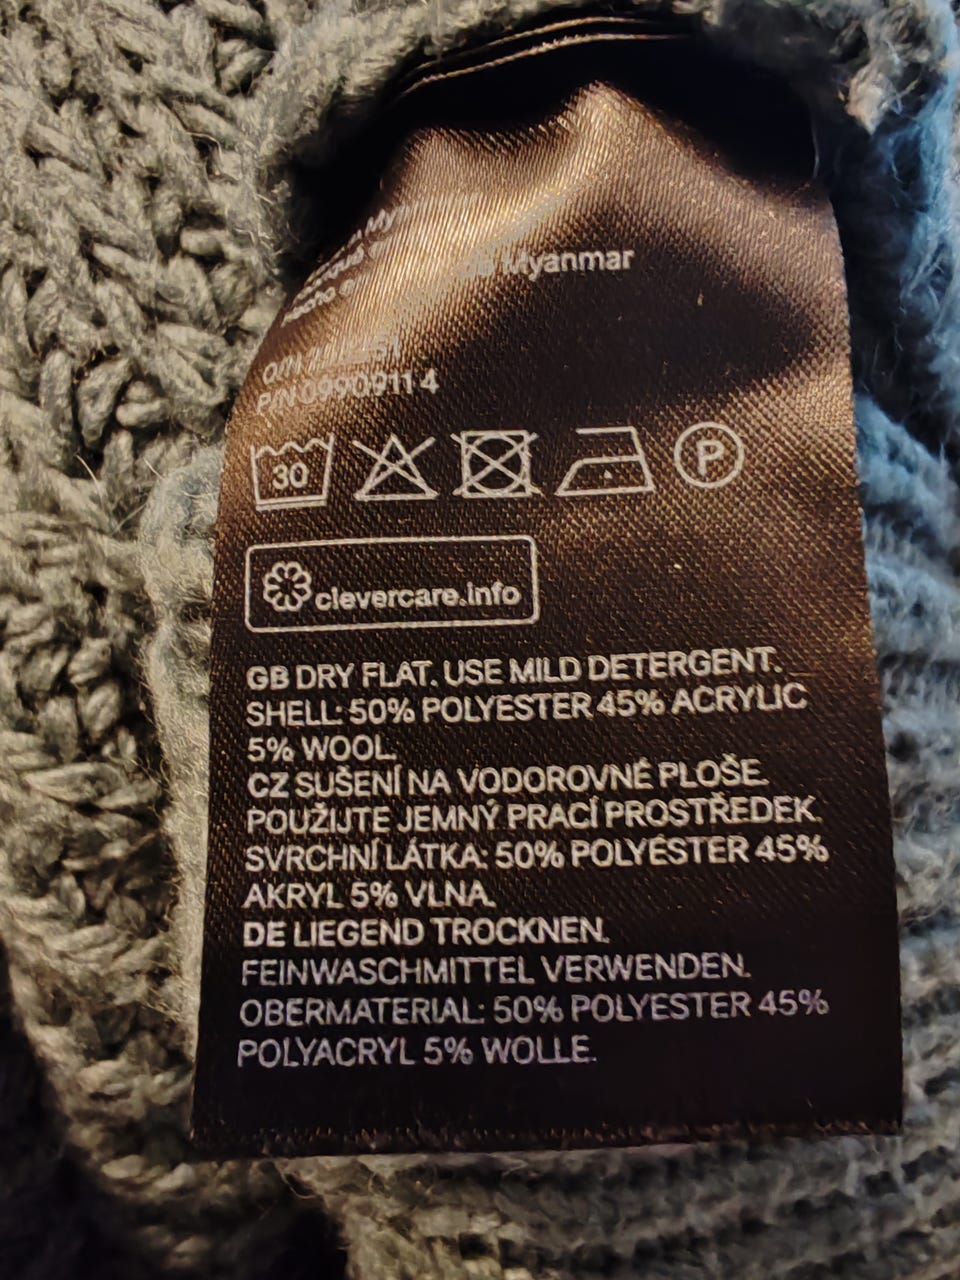 Myanmar
P/N 099091 1 4
30
P
clevercare.info
GB DRY FLAT. USE MILD DETERGENT.
SHELL: 50% POLYESTER 45% ACRYLIC
5% WOOL.
CZ SUŠENÍ NA VODOROVNÉ PLOŠE.
POUŽIJTE JEMNÝ PRACÍ PROSTŘEDEK.
SVRCHNÍ LÁTKA: 50% POLYESTER 45%
AKRYL 5% VLNA.
DE LIEGEND TROCKNEN.
FEINWASCHMITTEL VERWENDEN.
OBERMATERIAL: 50% POLYESTER 45%
POLYACRYL 5% WOLLE.